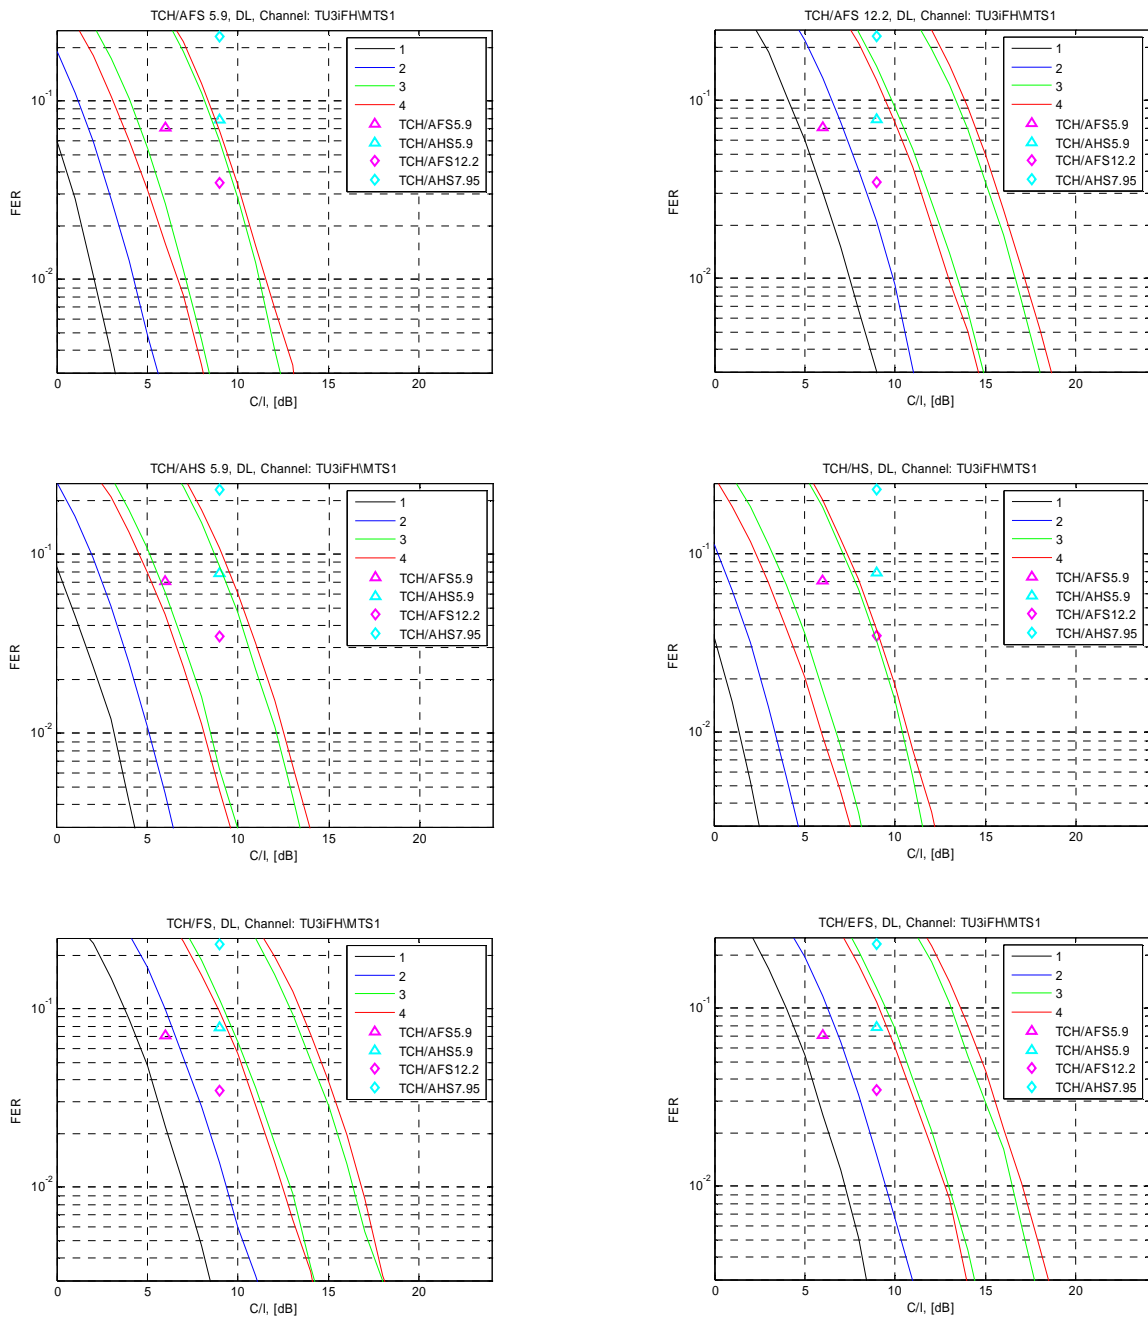 TCH/AFS 5.9, DL, Channel: TU3iFH\MTS1
FER
10^-1
10^-2
0 5 10 15 20
C/I, [dB]
1
2
3
4
TCH/AFS5.9
TCH/AHS5.9
TCH/AFS12.2
TCH/AHS7.95
TCH/AFS 12.2, DL, Channel: TU3iFH\MTS1
FER
10^-1
10^-2
0 5 10 15 20
C/I, [dB]
1
2
3
4
TCH/AFS5.9
TCH/AHS5.9
TCH/AFS12.2
TCH/AHS7.95
TCH/AHS 5.9, DL, Channel: TU3iFH\MTS1
FER
10^-1
10^-2
0 5 10 15 20
C/I, [dB]
1
2
3
4
TCH/AFS5.9
TCH/AHS5.9
TCH/AFS12.2
TCH/AHS7.95
TCH/HS, DL, Channel: TU3iFH\MTS1
FER
10^-1
10^-2
0 5 10 15 20
C/I, [dB]
1
2
3
4
TCH/AFS5.9
TCH/AHS5.9
TCH/AFS12.2
TCH/AHS7.95
TCH/FS, DL, Channel: TU3iFH\MTS1
FER
10^-1
10^-2
0 5 10 15 20
C/I, [dB]
1
2
3
4
TCH/AFS5.9
TCH/AHS5.9
TCH/AFS12.2
TCH/AHS7.95
TCH/EFS, DL, Channel: TU3iFH\MTS1
FER
10^-1
10^-2
0 5 10 15 20
C/I, [dB]
1
2
3
4
TCH/AFS5.9
TCH/AHS5.9
TCH/AFS12.2
TCH/AHS7.95